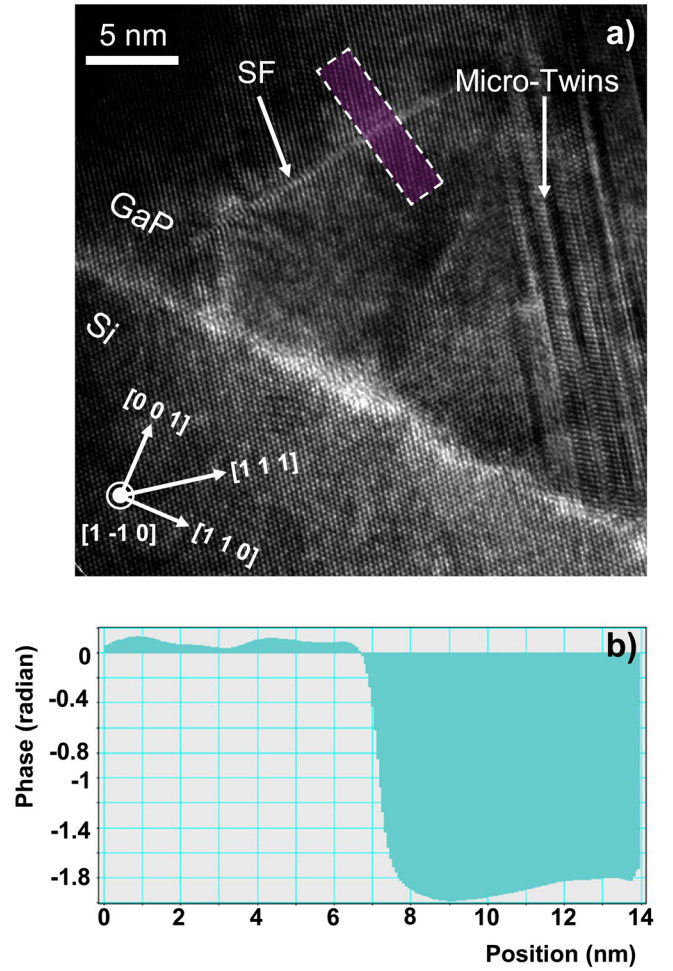 5 nm
a)
SF
Micro-Twins
GaP
Si
[0 0 1]
[1 1 1]
[1 -1 0]
[1 1 0]
b)
Phase (radian)
0
-0.4
-0.8
-1
-1.4
-1.8
0 2 4 6 8 10 12 14
Position (nm)